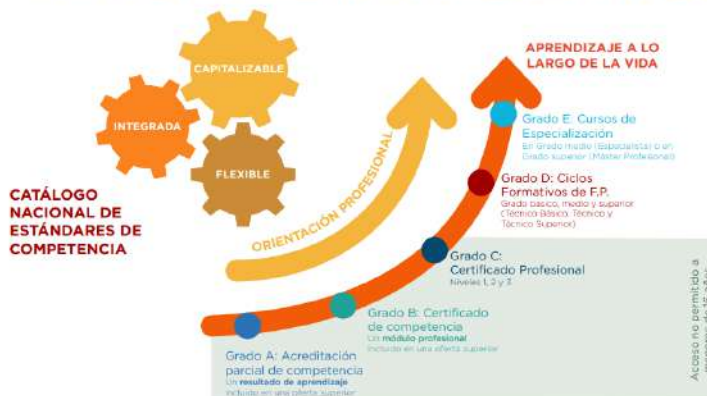 CAPITALIZABLE
INTEGRADA
FLEXIBLE
CATÁLOGO
NACIONAL DE
ESTÁNDARES DE
COMPETENCIA
ORIENTACIÓN PROFESIONAL
APRENDIZAJE A LO
LARGO DE LA VIDA
Grado E: Cursos de
Especialización
En Grado medio (Especialista) o en
Grado superior (Máster Profesional)
Grado D: Ciclos
Formativos de F.P.
Grado básico, medio y superior
(Técnico Básico, Técnico y
Técnico Superior)
Grado C:
Certificado Profesional
Niveles 1, 2 y 3
Grado B: Certificado
de competencia
Un módulo profesional
incluido en una oferta superior
Grado A: Acreditación
parcial de competencia
Un resultado de aprendizaje
incluido en una oferta superior
Acceso no permitido a
menores de 16 años